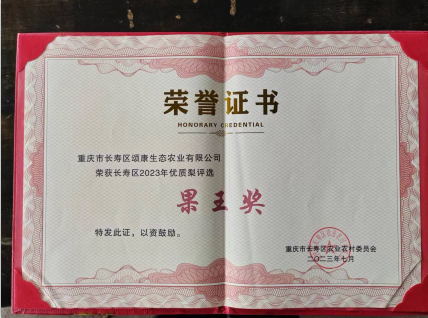 荣誉证书
HONORARY CREDENTIAL
重庆市长寿区颂康生态农业有限公司
荣获长寿区2023年优质梨评选
果王奖
特发此证，以资鼓励。
重庆市长寿区农业农村委员会
二〇二三年七月